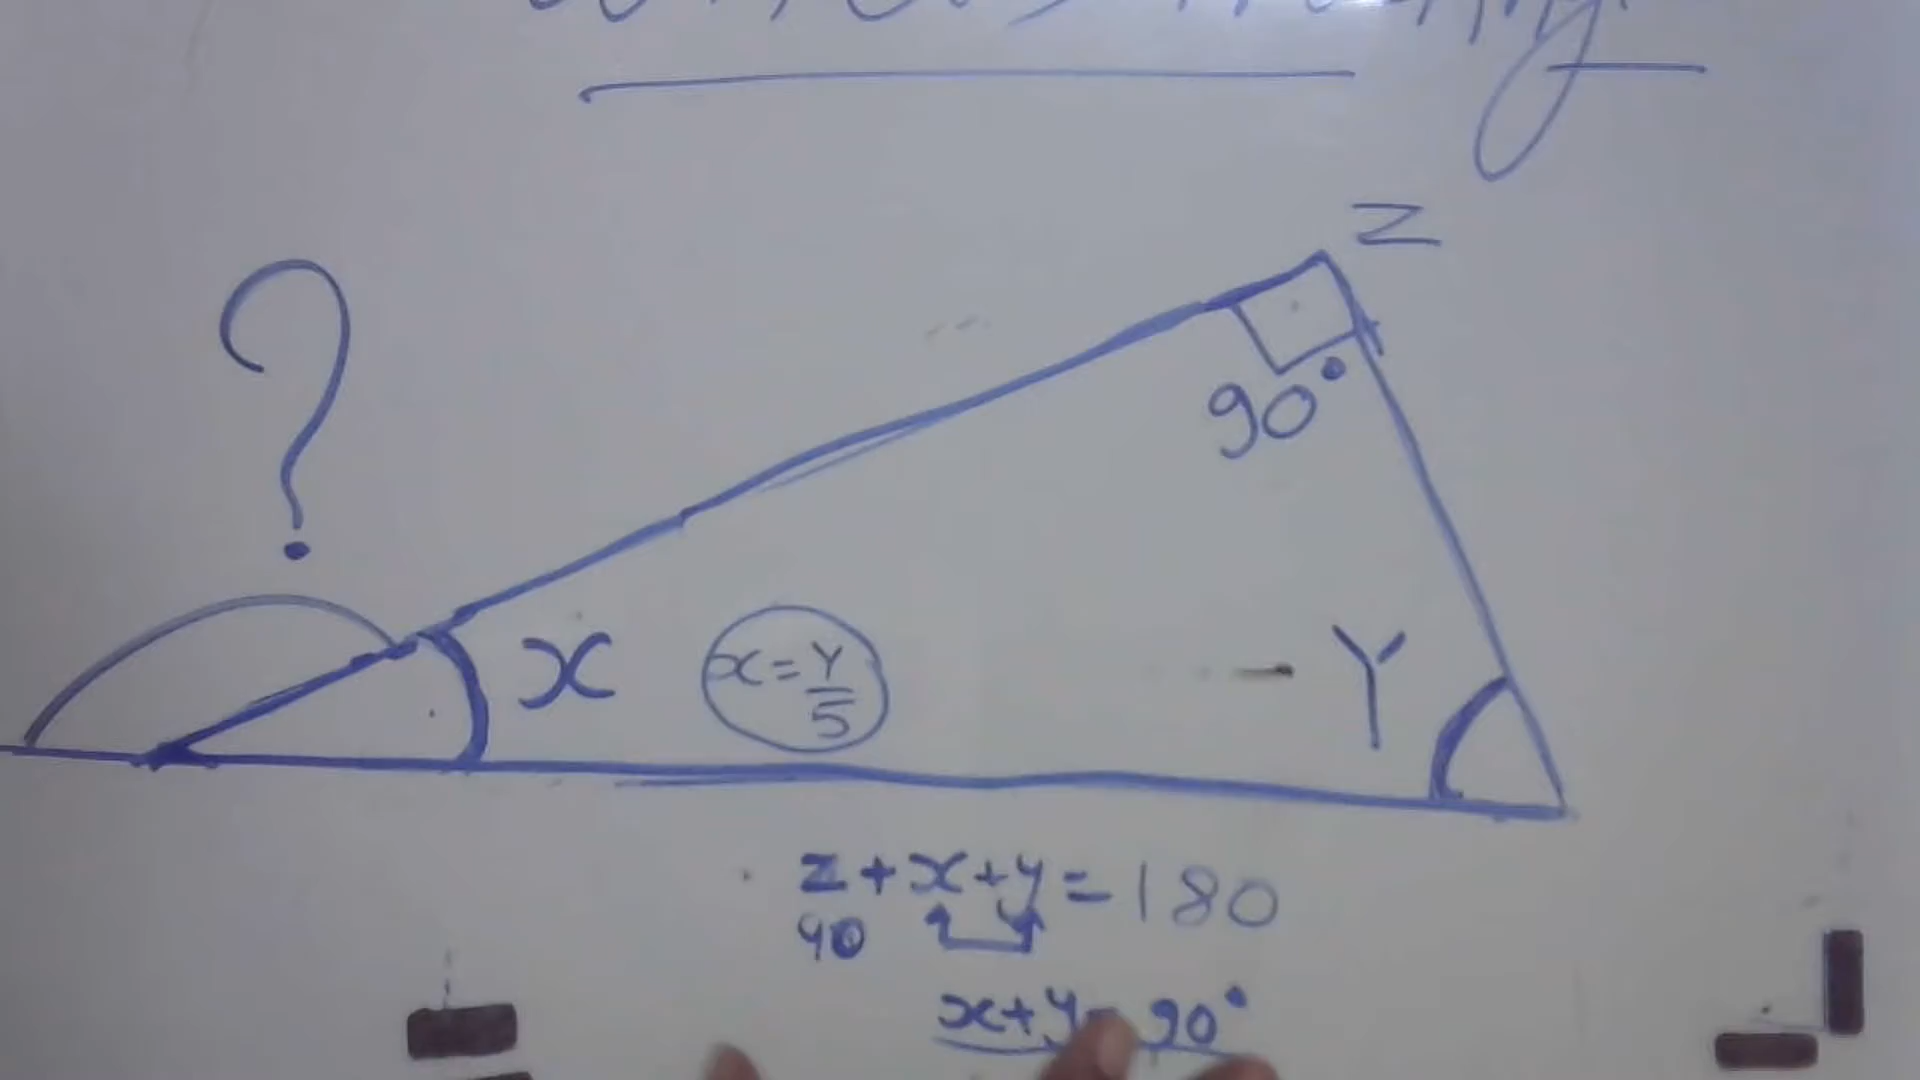 Z
?
90°
x
x = Y/5
Y
z + x + y = 180
90
x + y = 90°